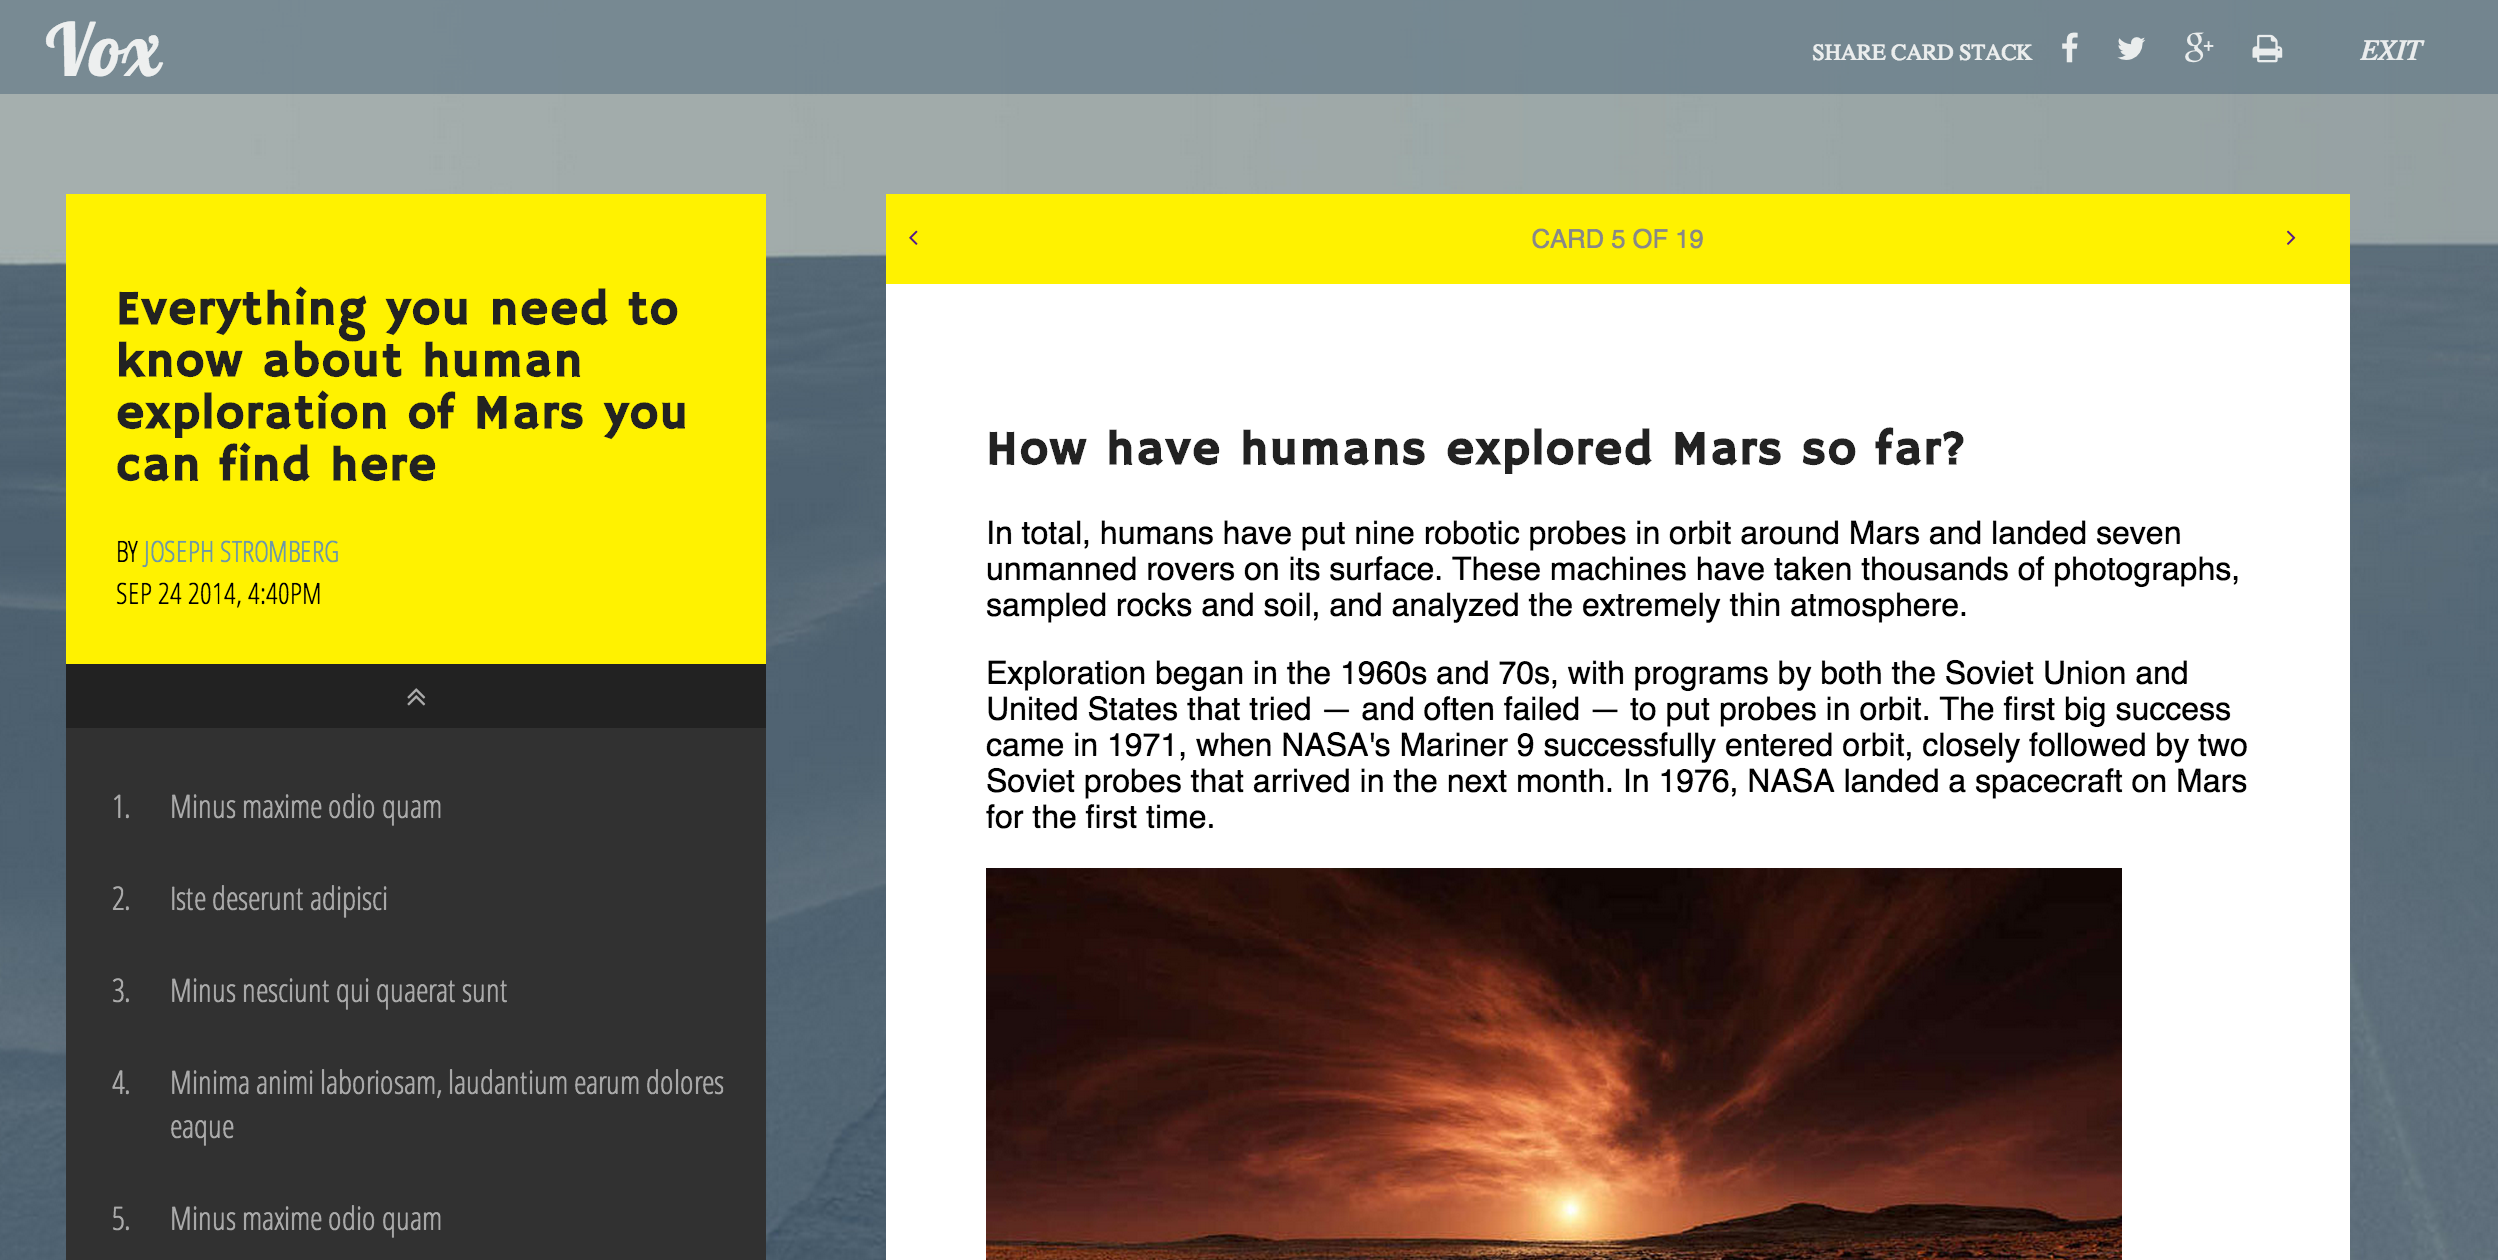 Vox
SHARE CARD STACK
EXIT
Everything you need to
know about human
exploration of Mars you
can find here
BY JOSEPH STROMBERG
SEP 24 2014, 4:40PM
1. Minus maxime odio quam
2. Iste deserunt adipisci
3. Minus nesciunt qui quaerat sunt
4. Minima animi laboriosam, laudantium earum dolores
eaque
5. Minus maxime odio quam
CARD 5 OF 19
How have humans explored Mars so far?
In total, humans have put nine robotic probes in orbit around Mars and landed seven
unmanned rovers on its surface. These machines have taken thousands of photographs,
sampled rocks and soil, and analyzed the extremely thin atmosphere.
Exploration began in the 1960s and 70s, with programs by both the Soviet Union and
United States that tried — and often failed — to put probes in orbit. The first big success
came in 1971, when NASA's Mariner 9 successfully entered orbit, closely followed by two
Soviet probes that arrived in the next month. In 1976, NASA landed a spacecraft on Mars
for the first time.